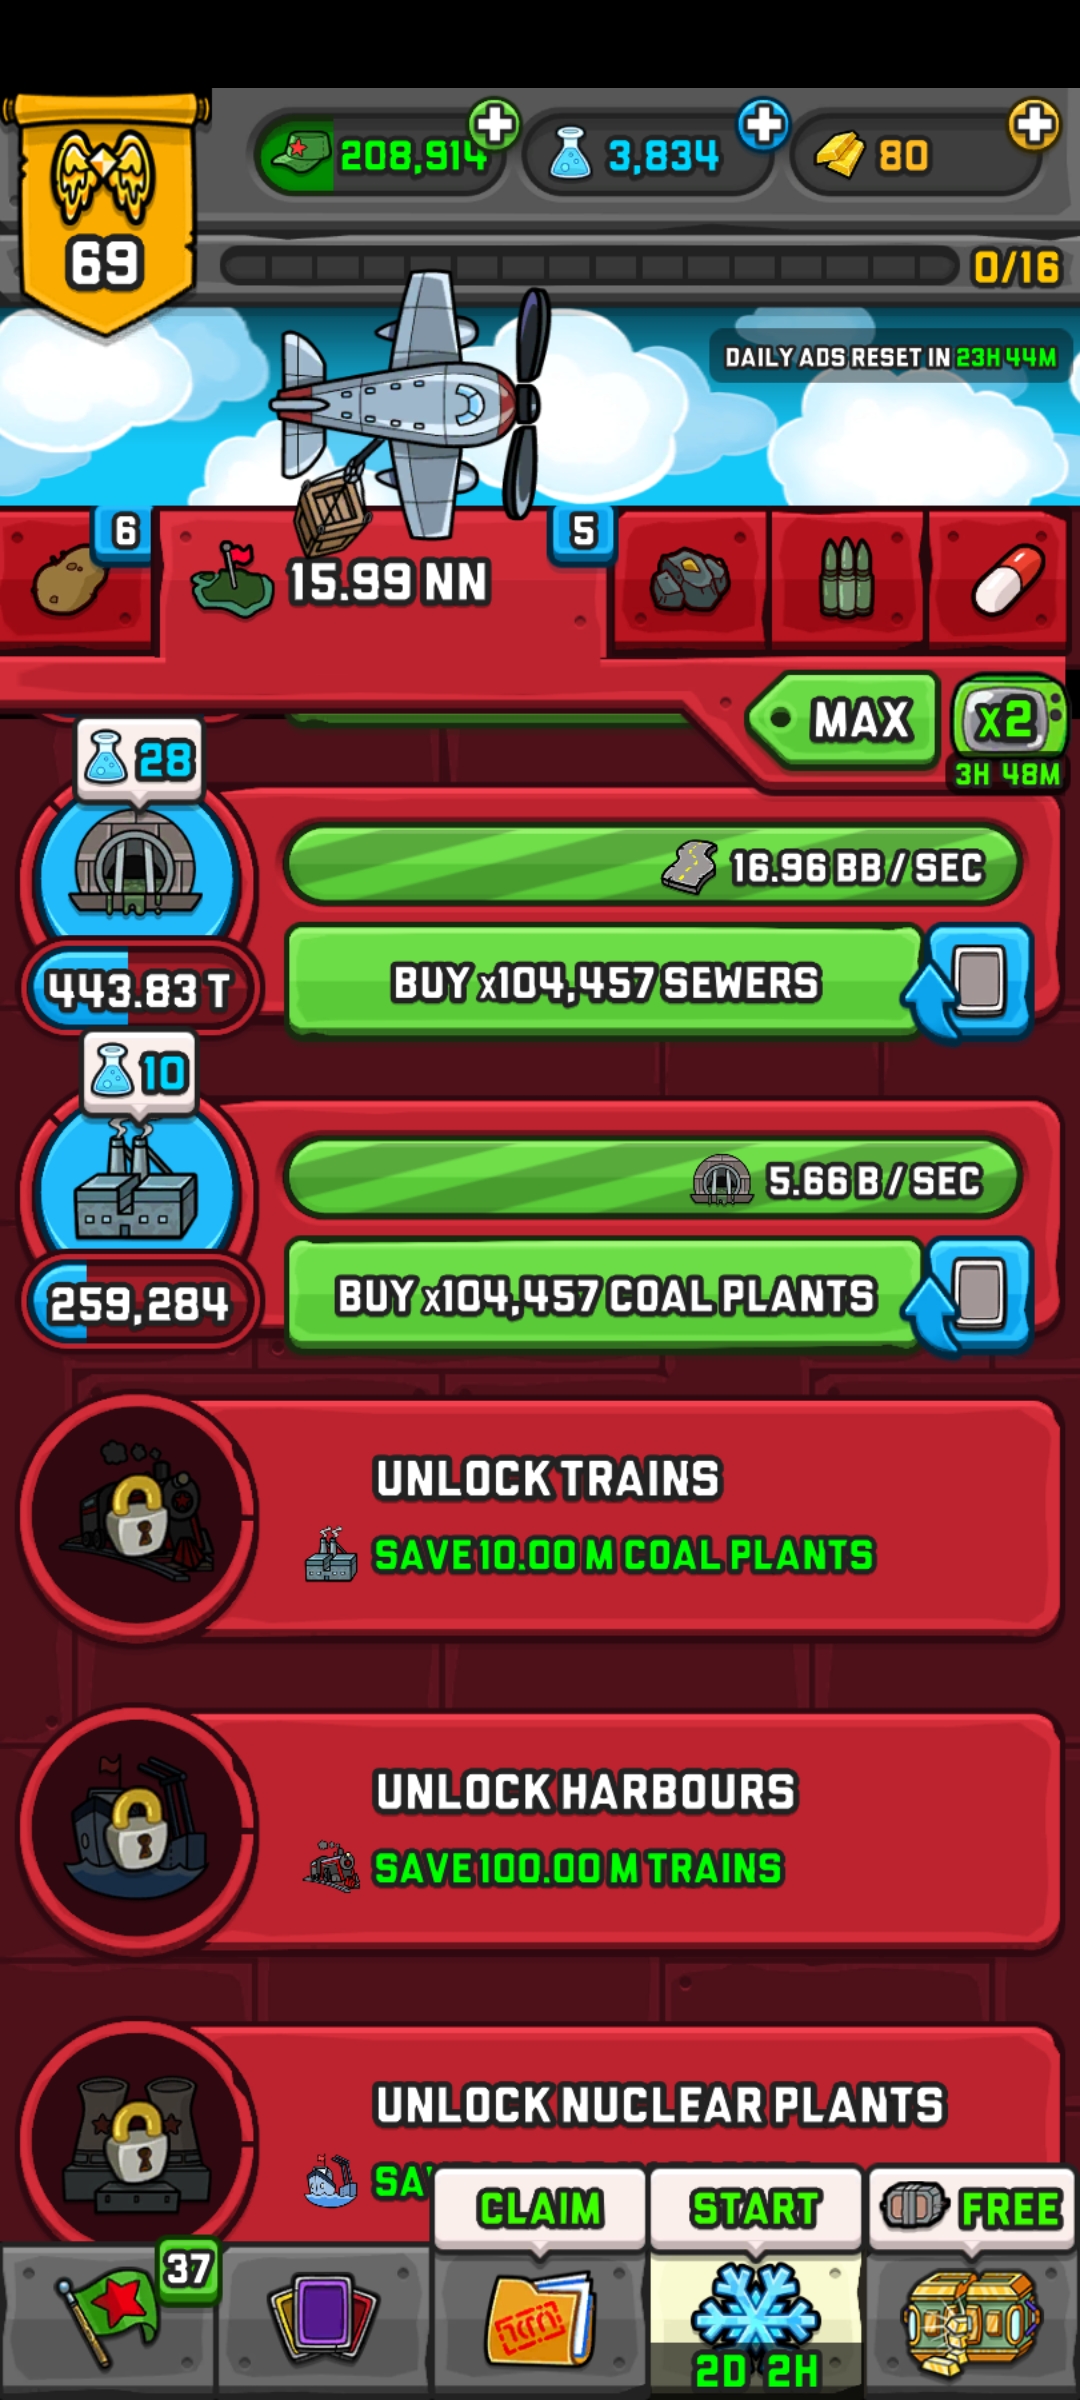 208,914
3,834
80
69
0/16
DAILY ADS RESET IN 23H 44M
6
15.99 NN
5
MAX
x2
3H 48M
28
16.96 BB / SEC
443.83 T
BUY x104,457 SEWERS
10
5.66 B / SEC
259,284
BUY x104,457 COAL PLANTS
UNLOCK TRAINS
SAVE 10.00 M COAL PLANTS
UNLOCK HARBOURS
SAVE 100.00 M TRAINS
UNLOCK NUCLEAR PLANTS
CLAIM
START
FREE
37
2D 2H